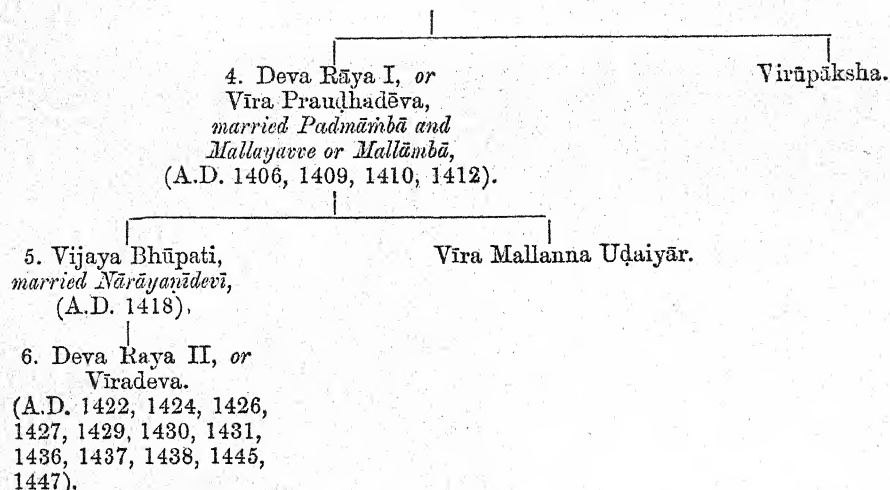 4. Deva Rāya I, or
Virūpāksha.
Vīra Prauḍhadēva,
married Padmāṁbā and
Mallayavve or Mallāmbā,
(A.D. 1406, 1409, 1410, 1412).
5. Vijaya Bhūpati,
Vīra Mallanna Uḍaiyār.
married Nārāyaṇīdevī,
(A.D. 1418),
6. Deva Raya II, or
Vīradeva.
(A.D. 1422, 1424, 1426,
1427, 1429, 1430, 1431,
1436, 1437, 1438, 1445,
1447).